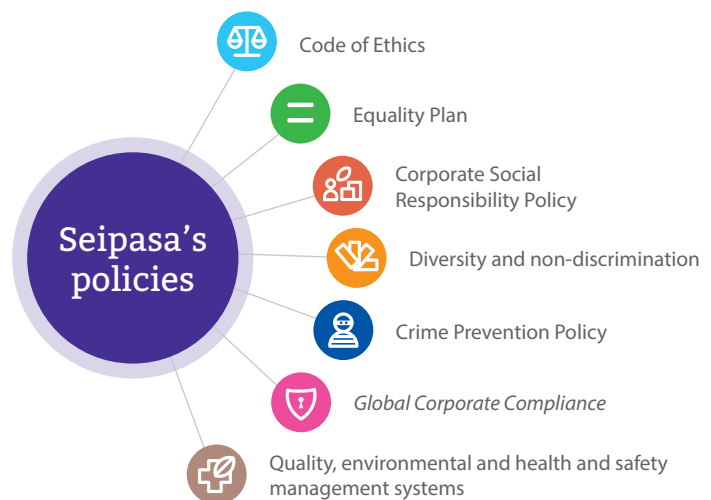 Seipasa's
policies
Code of Ethics
Equality Plan
Corporate Social
Responsibility Policy
Diversity and non-discrimination
Crime Prevention Policy
Global Corporate Compliance
Quality, environmental and health and safety
management systems